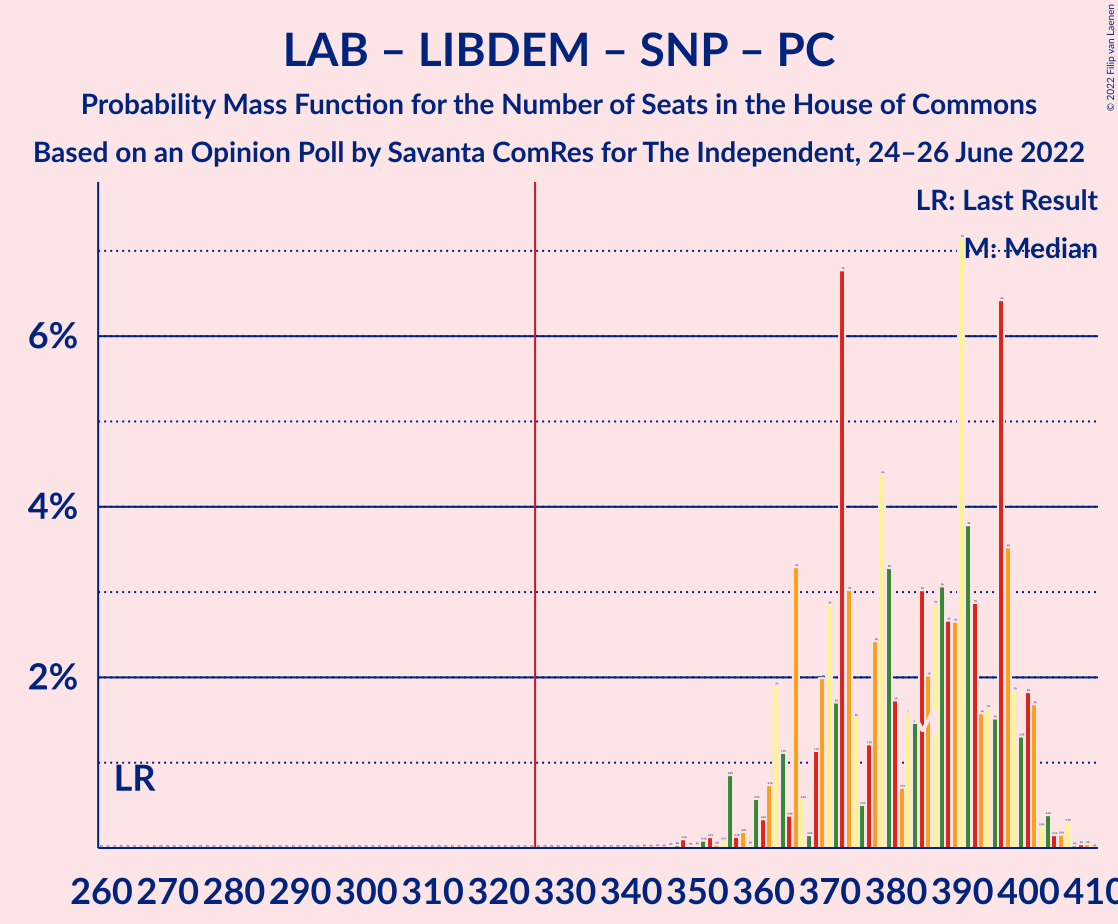 LAB – LIBDEM – SNP – PC
Probability Mass Function for the Number of Seats in the House of Commons
Based on an Opinion Poll by Savanta ComRes for The Independent, 24–26 June 2022
© 2022 Filip van Laenen
LR: Last Result
M: Median
6%
4%
2%
LR
260 270 280 290 300 310 320 330 340 350 360 370 380 390 400 410